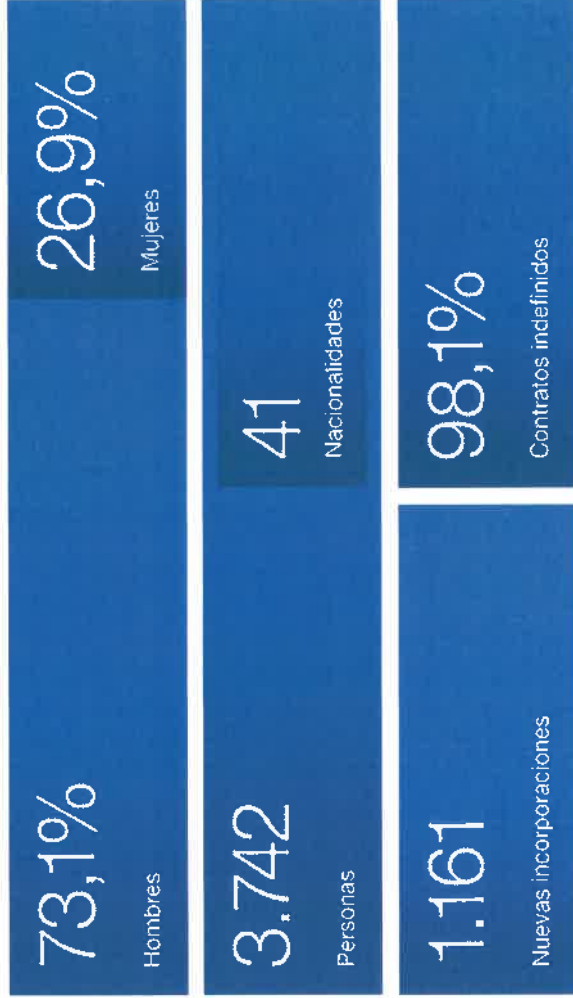 73,1%
Hombres
26,9%
Mujeres
3.742
Personas
41
Nacionalidades
1.161
Nuevas incorporaciones
98,1%
Contratos indefinidos